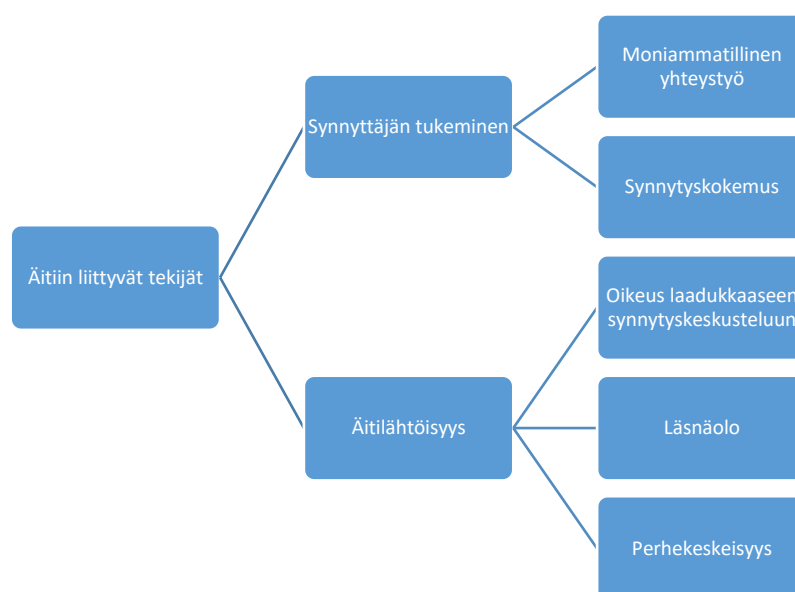 Moniammatillinen
yhteystyö
Synnyttäjän tukeminen
Synnytyskokemus
Äitiin liittyvät tekijät
Oikeus laadukkaaseen
synnytyskeskusteluun
Äitilähtöisyys
Läsnäolo
Perhekeskeisyys